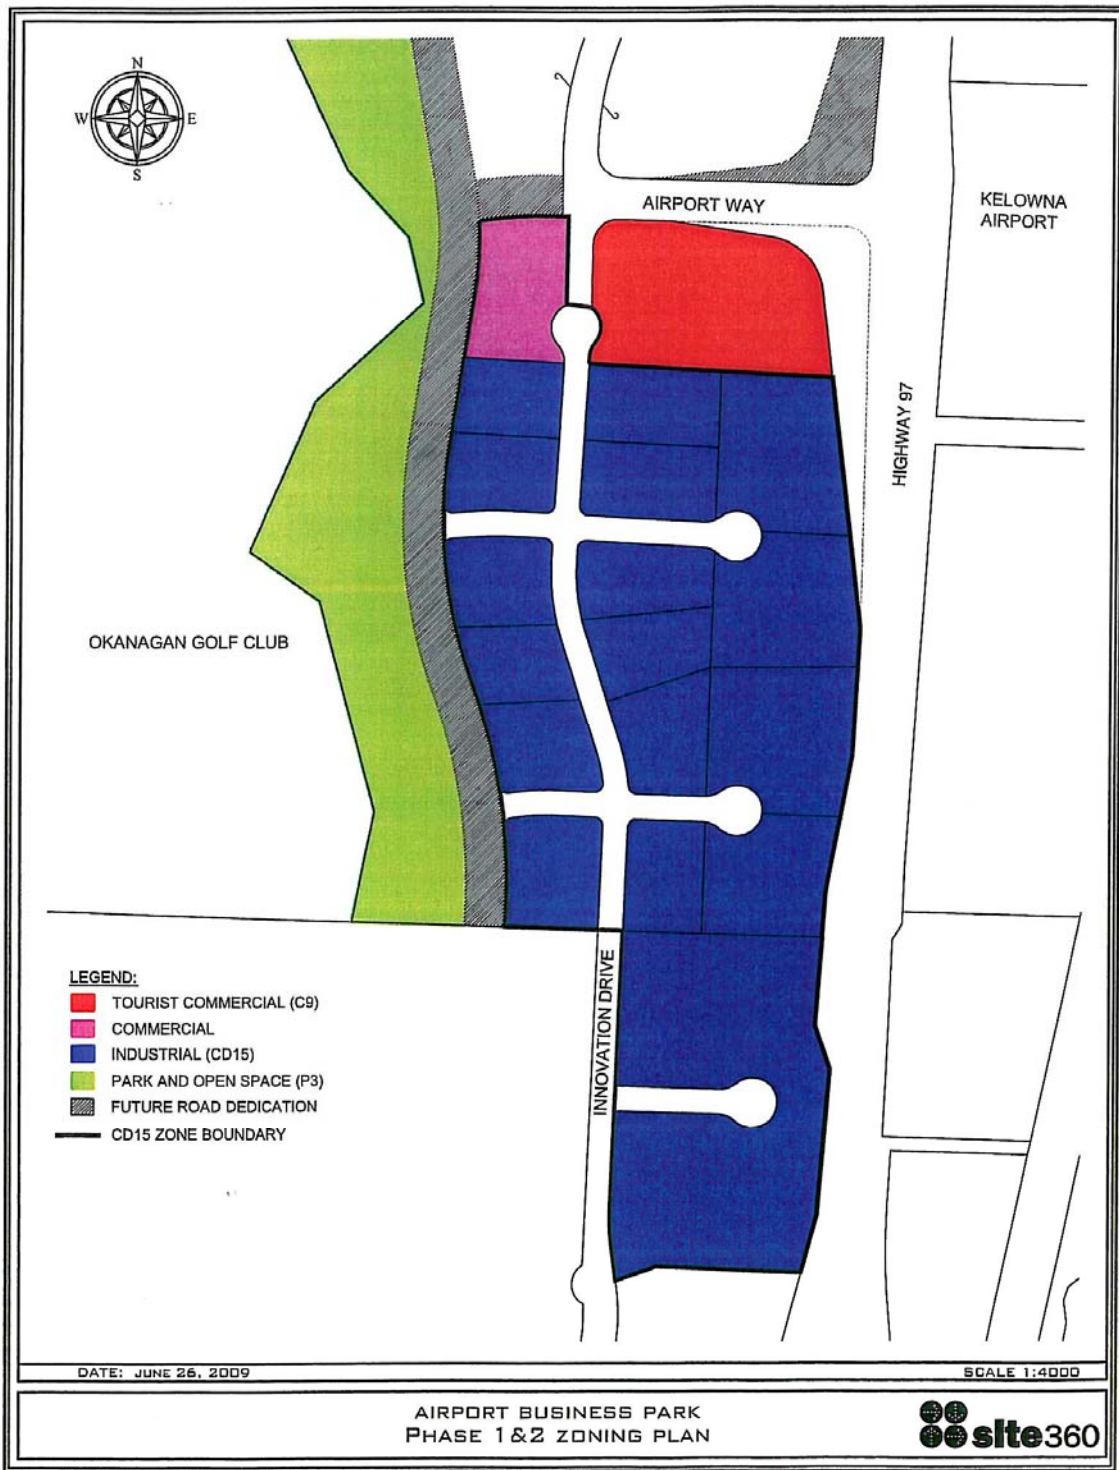 N
W E
S
AIRPORT WAY
KELOWNA
AIRPORT
HIGHWAY 97
OKANAGAN GOLF CLUB
INNOVATION DRIVE
LEGEND:
TOURIST COMMERCIAL (C9)
COMMERCIAL
INDUSTRIAL (CD15)
PARK AND OPEN SPACE (P3)
FUTURE ROAD DEDICATION
CD15 ZONE BOUNDARY
DATE: JUNE 26, 2009
SCALE 1:4000
AIRPORT BUSINESS PARK
PHASE 1&2 ZONING PLAN
site360